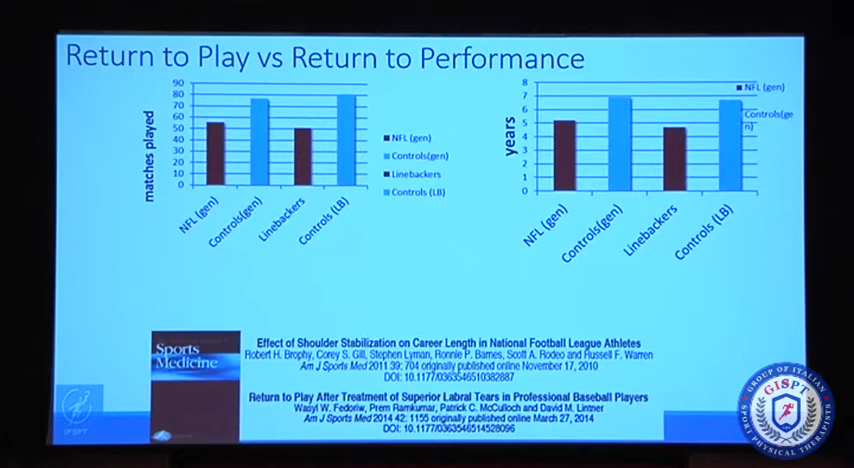 Return to Play vs Return to Performance
90
80
70
60
50
40
30
20
10
0
matches played
NFL (gen)
Controls(gen)
Linebackers
Controls (LB)
NFL (gen)
Controls(gen)
Linebackers
Controls (LB)
8
7
6
5
4
3
2
1
0
years
NFL (gen)
Controls(gen)
Linebackers
Controls (LB)
NFL (gen)
Controls(ge
n)
Sports
Medicine
Effect of Shoulder Stabilization on Career Length in National Football League Athletes
Robert H. Brophy, Corey S. Gill, Stephen Lyman, Ronnie P. Barnes, Scott A. Rodeo and Russell F. Warren
Am J Sports Med 2011 39: 704 originally published online November 17, 2010
DOI: 10.1177/0363546510382887
Return to Play After Treatment of Superior Labral Tears in Professional Baseball Players
Wasyl W. Fedoriw, Prem Ramkumar, Patrick C. McCulloch and David M. Lintner
Am J Sports Med 2014 42: 1155 originally published online March 27, 2014
DOI: 10.1177/0363546514528096
IFSPT
GROUP OF ITALIAN
GISPT
SPORT PHYSICAL THERAPISTS